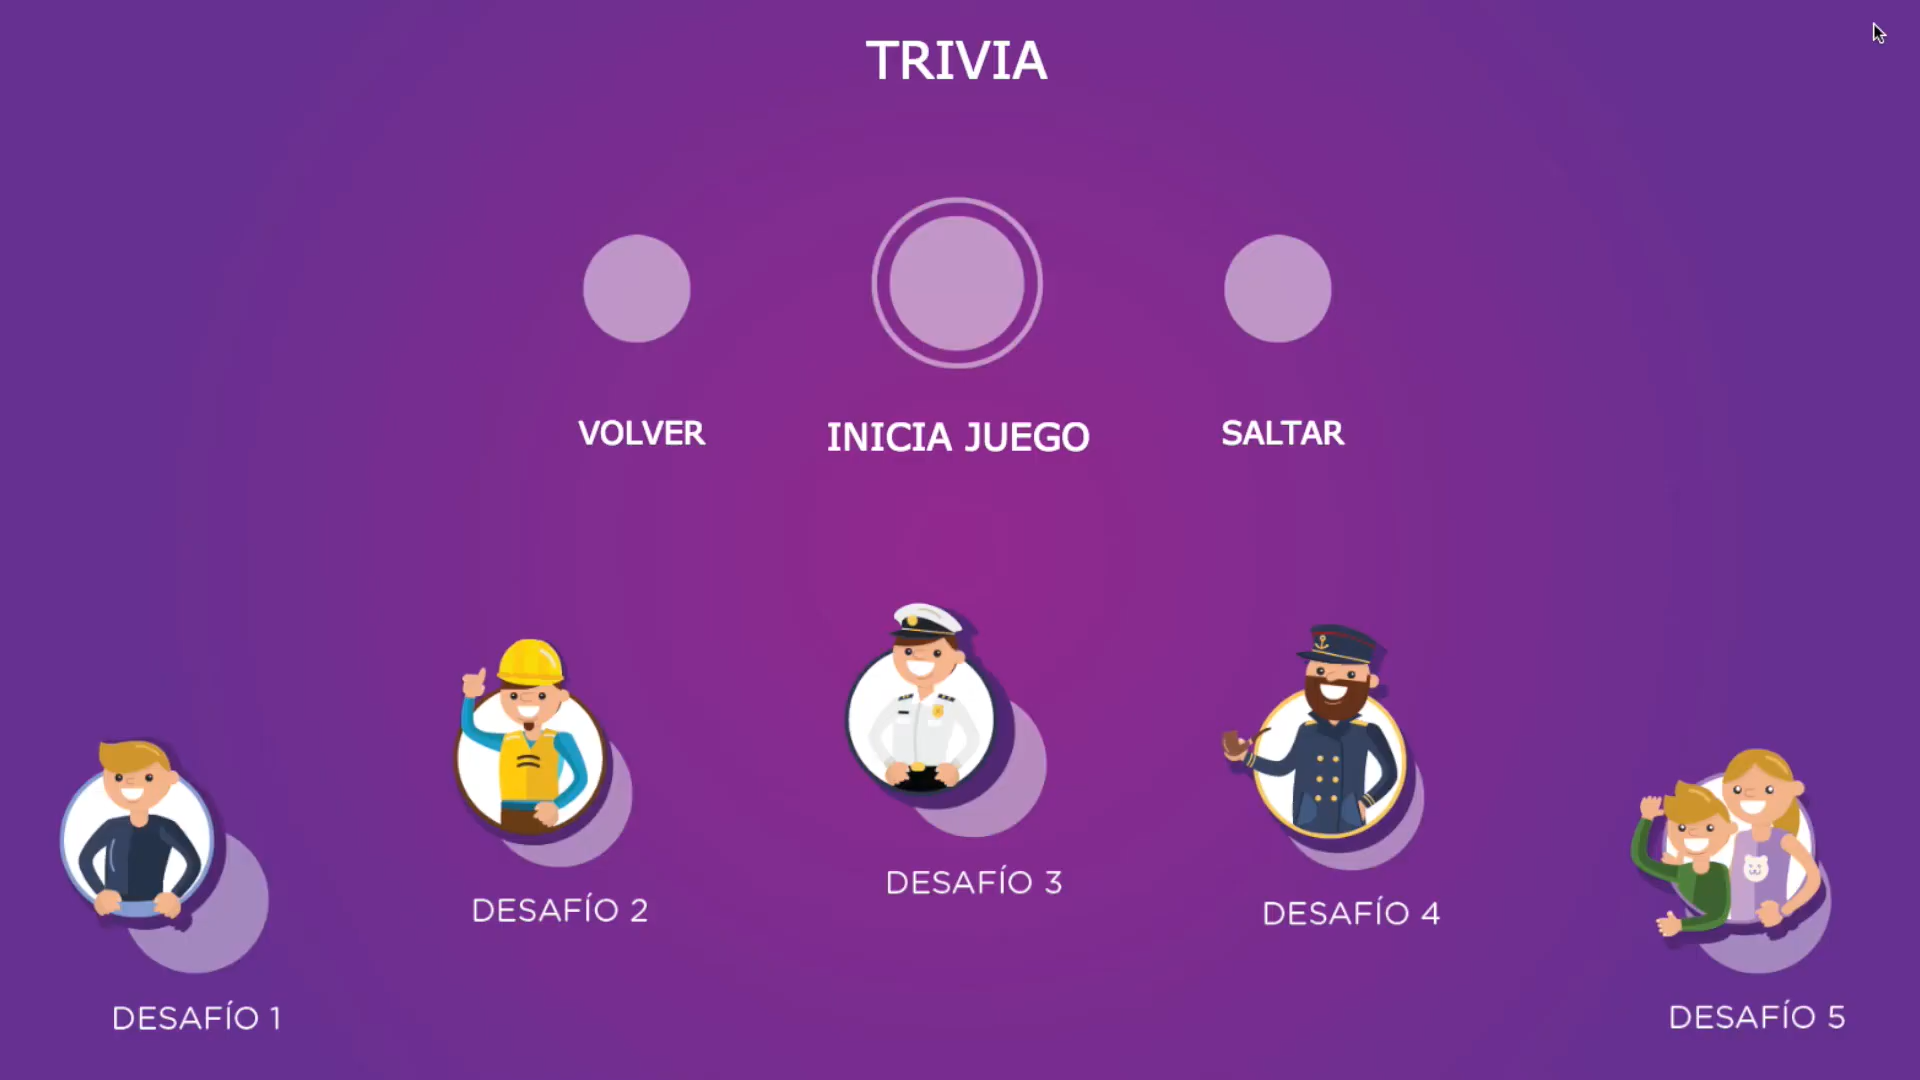 TRIVIA
VOLVER
INICIA JUEGO
SALTAR
DESAFÍO 1
DESAFÍO 2
DESAFÍO 3
DESAFÍO 4
DESAFÍO 5